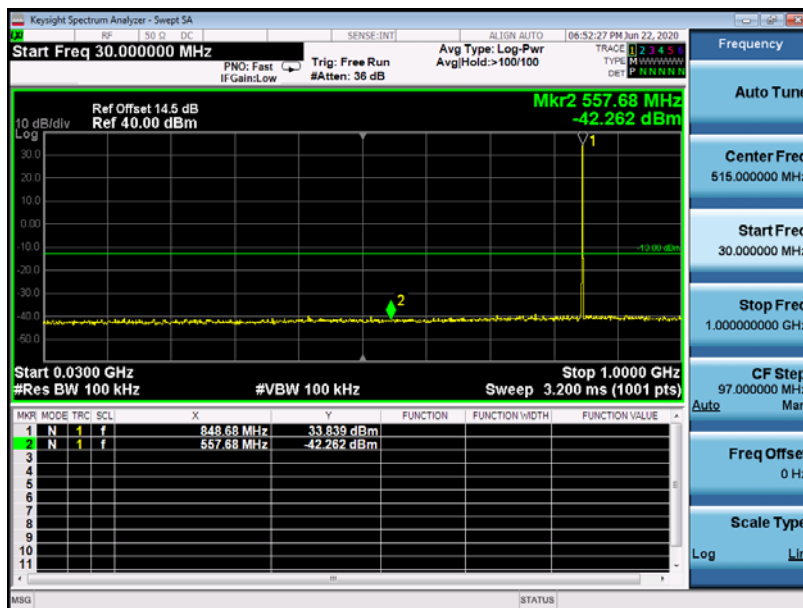 Keysight Spectrum Analyzer - Swept SA
RF 50 Ω DC SENSE:INT ALIGN AUTO 06:52:27 PM Jun 22, 2020
Start Freq 30.000000 MHz
PNO: Fast
IFGain:Low
Trig: Free Run
#Atten: 36 dB
Avg Type: Log-Pwr
Avg|Hold:>100/100
TRACE 1 2 3 4 5 6
TYPE M W W W W W
DET P N N N N N
Frequency
Mkr2 557.68 MHz
-42.262 dBm
Ref Offset 14.5 dB
10 dB/div Ref 40.00 dBm
Log
30.0
20.0
10.0
0.00
-10.0
-20.0
-30.0
-40.0
-50.0
1
2
-13.00 dBm
Start 0.0300 GHz Stop 1.0000 GHz
#Res BW 100 kHz #VBW 100 kHz Sweep 3.200 ms (1001 pts)
MKR MODE TRC SCL X Y FUNCTION FUNCTION WIDTH FUNCTION VALUE
1 N 1 f 848.68 MHz 33.839 dBm
2 N 1 f 557.68 MHz -42.262 dBm
3
4
5
6
7
8
9
10
11
Auto Tune
Center Freq
515.000000 MHz
Start Freq
30.000000 MHz
Stop Freq
1.000000000 GHz
CF Step
97.000000 MHz
Auto Man
Freq Offset
0 Hz
Scale Type
Log Lin
MSG STATUS